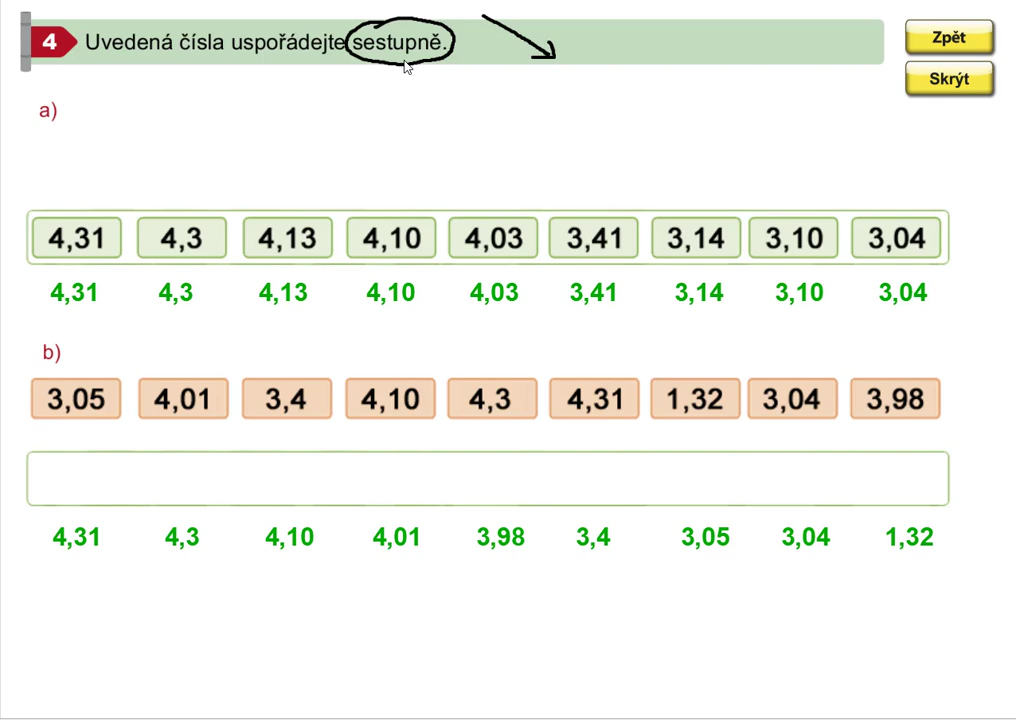 4 Uvedená čísla uspořádejte sestupně.
Zpět
Skrýt
a)
4,31 4,3 4,13 4,10 4,03 3,41 3,14 3,10 3,04
4,31 4,3 4,13 4,10 4,03 3,41 3,14 3,10 3,04
b)
3,05 4,01 3,4 4,10 4,3 4,31 1,32 3,04 3,98
4,31 4,3 4,10 4,01 3,98 3,4 3,05 3,04 1,32